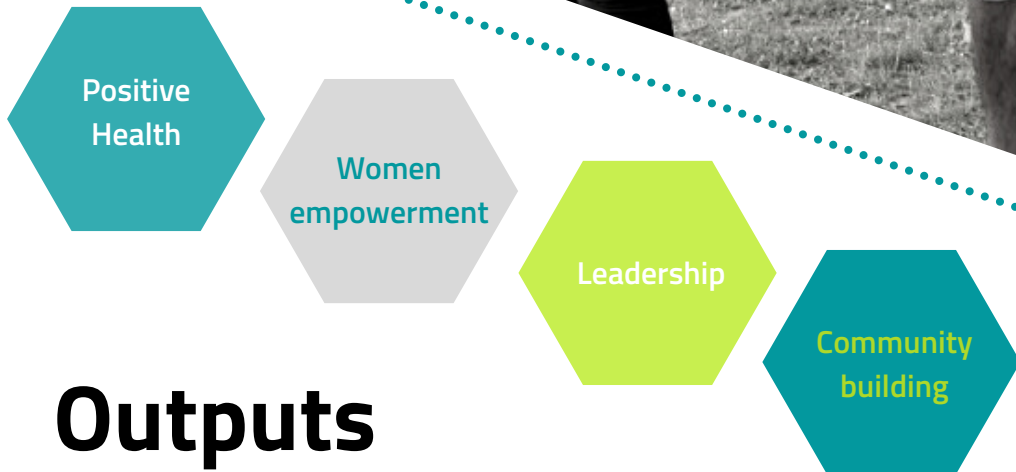 Positive
Health
Women
empowerment
Leadership
Community
building
Outputs